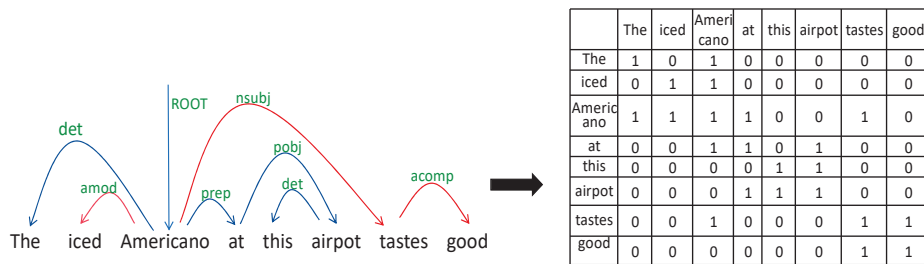 ROOT
nsubj
det
pobj
amod
prep
det
acomp
The iced Americano at this airpot tastes good
The iced Ameri cano at this airpot tastes good
The 1 0 1 0 0 0 0 0
iced 0 1 1 0 0 0 0 0
Americ ano 1 1 1 1 0 0 1 0
at 0 0 1 1 0 1 0 0
this 0 0 0 0 1 1 0 0
airpot 0 0 0 1 1 1 0 0
tastes 0 0 1 0 0 0 1 1
good 0 0 0 0 0 0 1 1